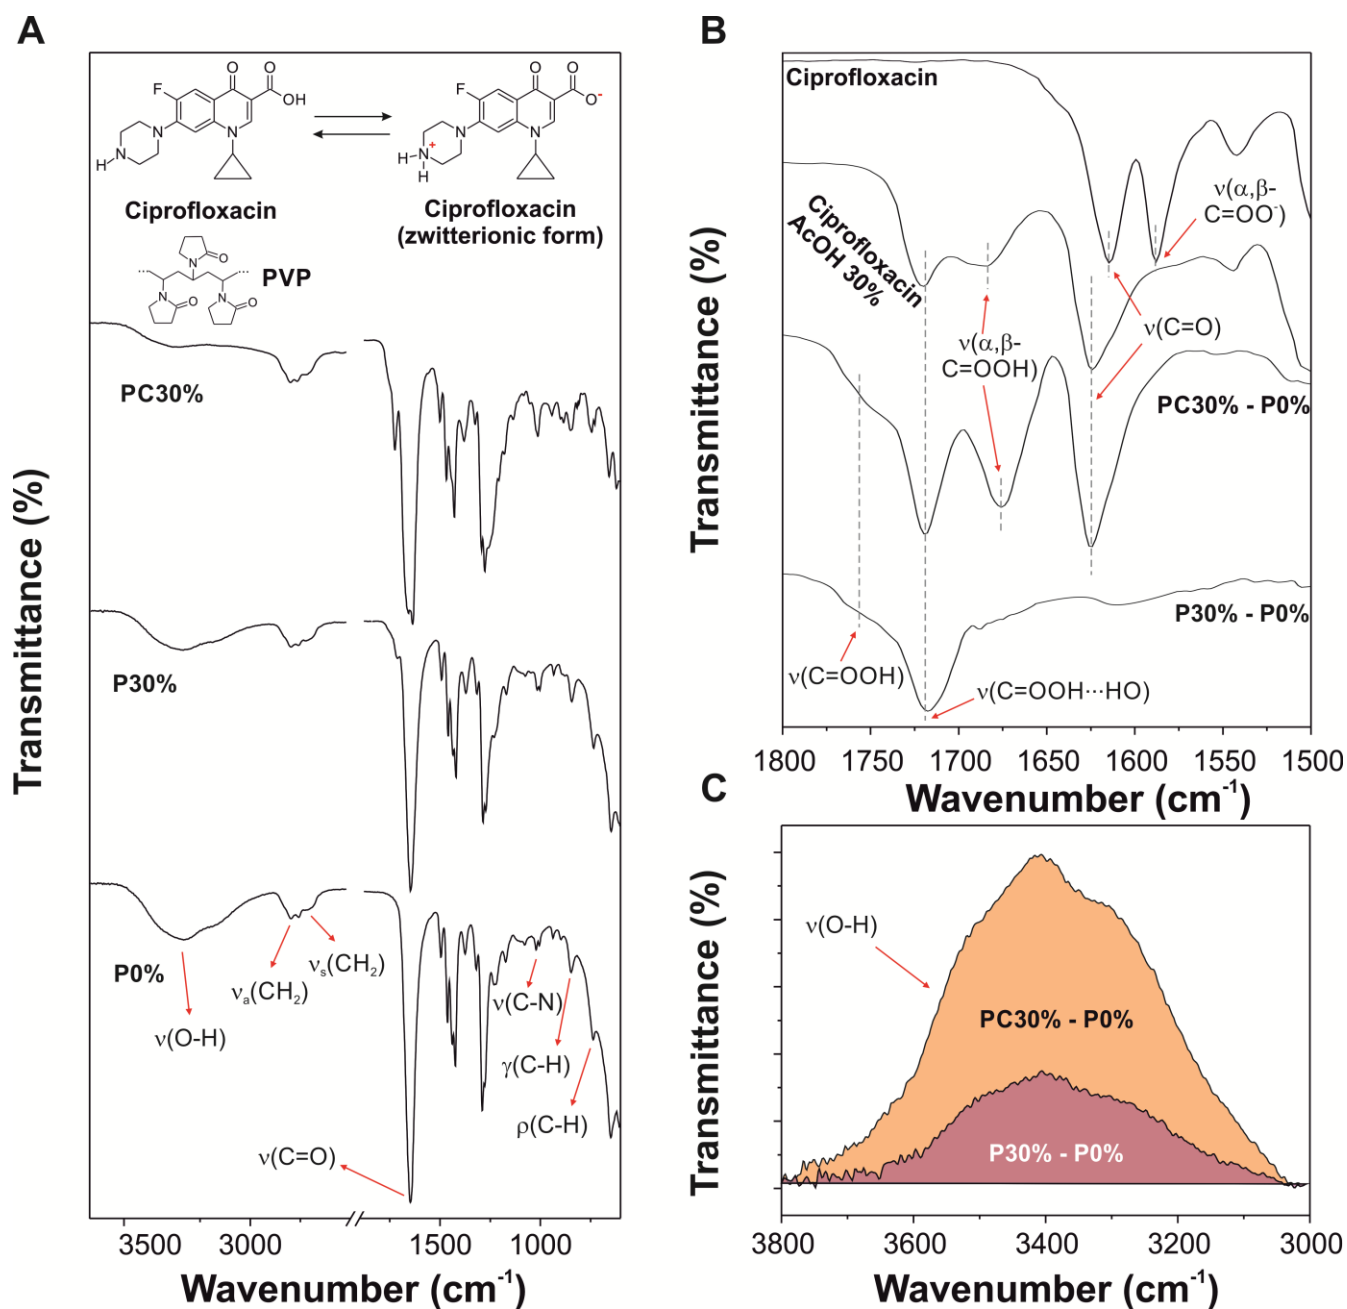 A
O O
F
OH
N N
H N
Ciprofloxacin
O O
F
O-
N N
H N+
H
Ciprofloxacin
(zwitterionic form)
N O
N O N O
PVP
PC30%
P30%
P0%
ν(O-H)
νa(CH2)
νs(CH2)
ν(C=O)
ν(C-N)
γ(C-H)
ρ(C-H)
Transmittance (%)
3500 3000 1500 1000
Wavenumber (cm-1)
B
Ciprofloxacin
Ciprofloxacin
AcOH 30%
ν(α,β-
C=OO-)
ν(α,β-
C=OOH)
ν(C=O)
PC30% - P0%
P30% - P0%
ν(C=OOH)
ν(C=OOH···HO)
Transmittance (%)
1800 1750 1700 1650 1600 1550 1500
Wavenumber (cm-1)
C
ν(O-H)
PC30% - P0%
P30% - P0%
Transmittance (%)
3800 3600 3400 3200 3000
Wavenumber (cm-1)